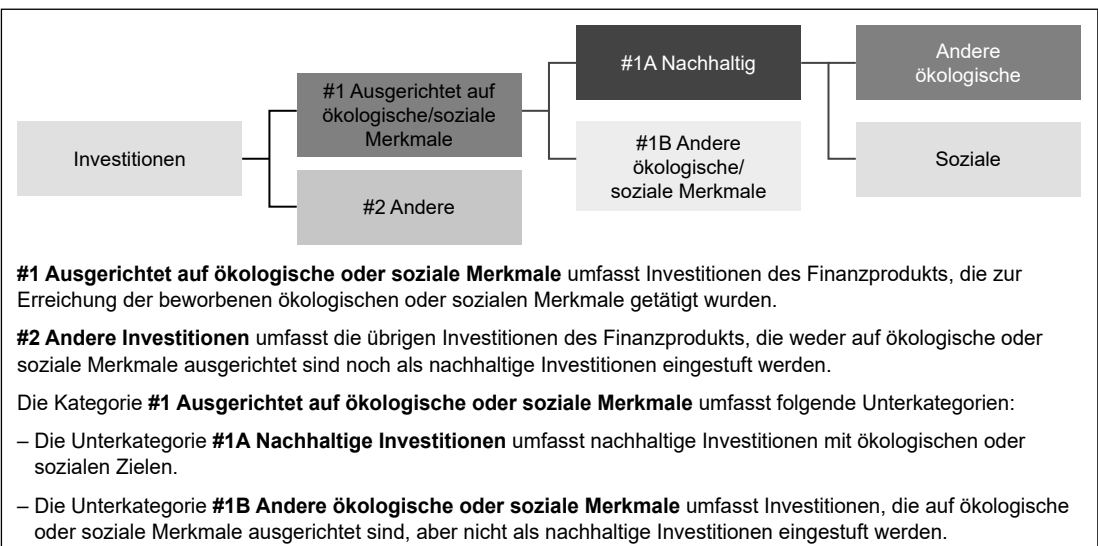 Investitionen
#1 Ausgerichtet auf
ökologische/soziale
Merkmale
#2 Andere
#1A Nachhaltig
#1B Andere
ökologische/
soziale Merkmale
Andere
ökologische
Soziale
#1 Ausgerichtet auf ökologische oder soziale Merkmale umfasst Investitionen des Finanzprodukts, die zur
Erreichung der beworbenen ökologischen oder sozialen Merkmale getätigt wurden.
#2 Andere Investitionen umfasst die übrigen Investitionen des Finanzprodukts, die weder auf ökologische oder
soziale Merkmale ausgerichtet sind noch als nachhaltige Investitionen eingestuft werden.
Die Kategorie #1 Ausgerichtet auf ökologische oder soziale Merkmale umfasst folgende Unterkategorien:
– Die Unterkategorie #1A Nachhaltige Investitionen umfasst nachhaltige Investitionen mit ökologischen oder
sozialen Zielen.
– Die Unterkategorie #1B Andere ökologische oder soziale Merkmale umfasst Investitionen, die auf ökologische
oder soziale Merkmale ausgerichtet sind, aber nicht als nachhaltige Investitionen eingestuft werden.